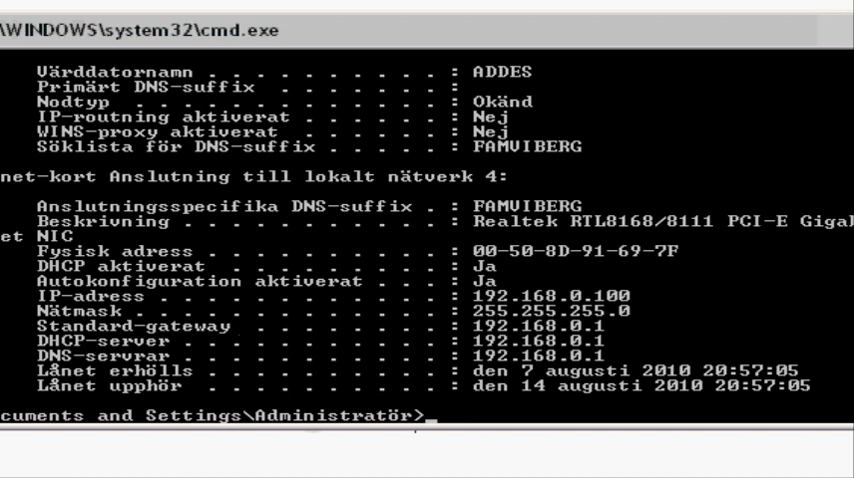 \WINDOWS\system32\cmd.exe
Värddatornamn . . . . . . . . . . : ADDES
Primärt DNS-suffix . . . . . . . . :
Nodtyp . . . . . . . . . . . . . : Okänd
IP-routning aktiverat . . . . . . : Nej
WINS-proxy aktiverat . . . . . . : Nej
Söklista för DNS-suffix . . . . . : FAMVIBERG
net-kort Anslutning till lokalt nätverk 4:
Anslutningsspecifika DNS-suffix . : FAMVIBERG
Beskrivning . . . . . . . . . . . : Realtek RTL8168/8111 PCI-E Gigab
et NIC
Fysisk adress . . . . . . . . . . : 00-50-8D-91-69-7F
DHCP aktiverat . . . . . . . . . . : Ja
Autokonfiguration aktiverat . . . : Ja
IP-adress . . . . . . . . . . . . : 192.168.0.100
Nätmask . . . . . . . . . . . . . : 255.255.255.0
Standard-gateway . . . . . . . . : 192.168.0.1
DHCP-server . . . . . . . . . . . : 192.168.0.1
DNS-servrar . . . . . . . . . . . : 192.168.0.1
Lånet erhölls . . . . . . . . . . : den 7 augusti 2010 20:57:05
Lånet upphör . . . . . . . . . . : den 14 augusti 2010 20:57:05
cuments and Settings\Administratör>_